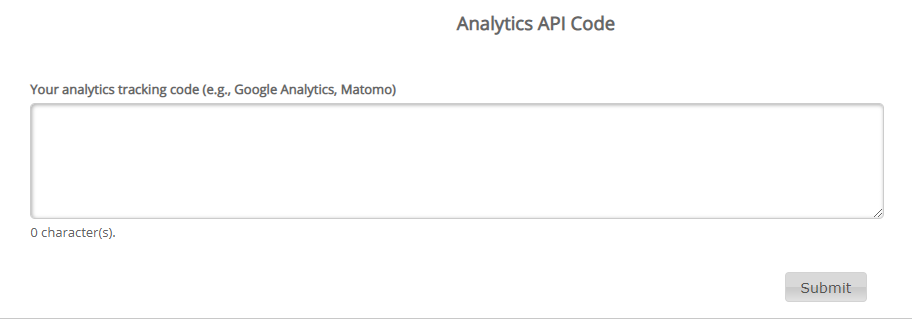 Analytics API Code
Your analytics tracking code (e.g., Google Analytics, Matomo)
0 character(s).
Submit